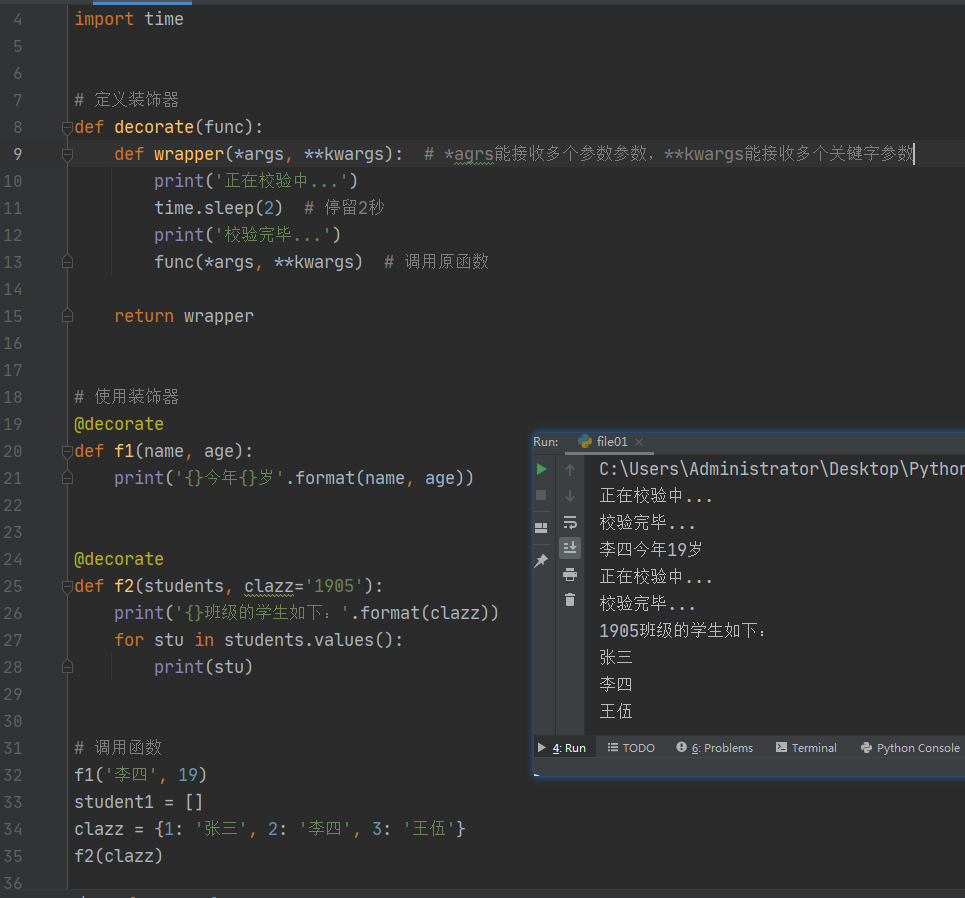 4 import time
5
6
7 # 定义装饰器
8 def decorate(func):
9     def wrapper(*args, **kwargs):  # *agrs能接收多个参数参数，**kwargs能接收多个关键字参数
10         print('正在校验中...')
11         time.sleep(2)  # 停留2秒
12         print('校验完毕...')
13         func(*args, **kwargs)  # 调用原函数
14
15     return wrapper
16
17
18 # 使用装饰器
19 @decorate
20 def f1(name, age):
21     print('{}今年{}岁'.format(name, age))
22
23
24 @decorate
25 def f2(students, clazz='1905'):
26     print('{}班级的学生如下：'.format(clazz))
27     for stu in students.values():
28         print(stu)
29
30
31 # 调用函数
32 f1('李四', 19)
33 student1 = []
34 clazz = {1: '张三', 2: '李四', 3: '王伍'}
35 f2(clazz)
36
Run: file01
C:\Users\Administrator\Desktop\Python
正在校验中...
校验完毕...
李四今年19岁
正在校验中...
校验完毕...
1905班级的学生如下：
张三
李四
王伍
4: Run TODO 6: Problems Terminal Python Console